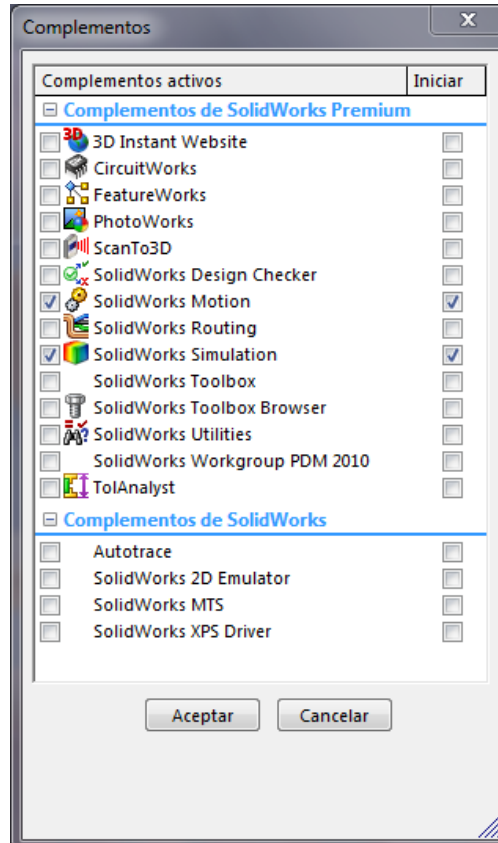 Complementos
Complementos activos Iniciar
Complementos de SolidWorks Premium
3D 3D Instant Website
CircuitWorks
FeatureWorks
PhotoWorks
ScanTo3D
SolidWorks Design Checker
SolidWorks Motion
SolidWorks Routing
SolidWorks Simulation
SolidWorks Toolbox
SolidWorks Toolbox Browser
SolidWorks Utilities
SolidWorks Workgroup PDM 2010
TolAnalyst
Complementos de SolidWorks
Autotrace
SolidWorks 2D Emulator
SolidWorks MTS
SolidWorks XPS Driver
Aceptar Cancelar